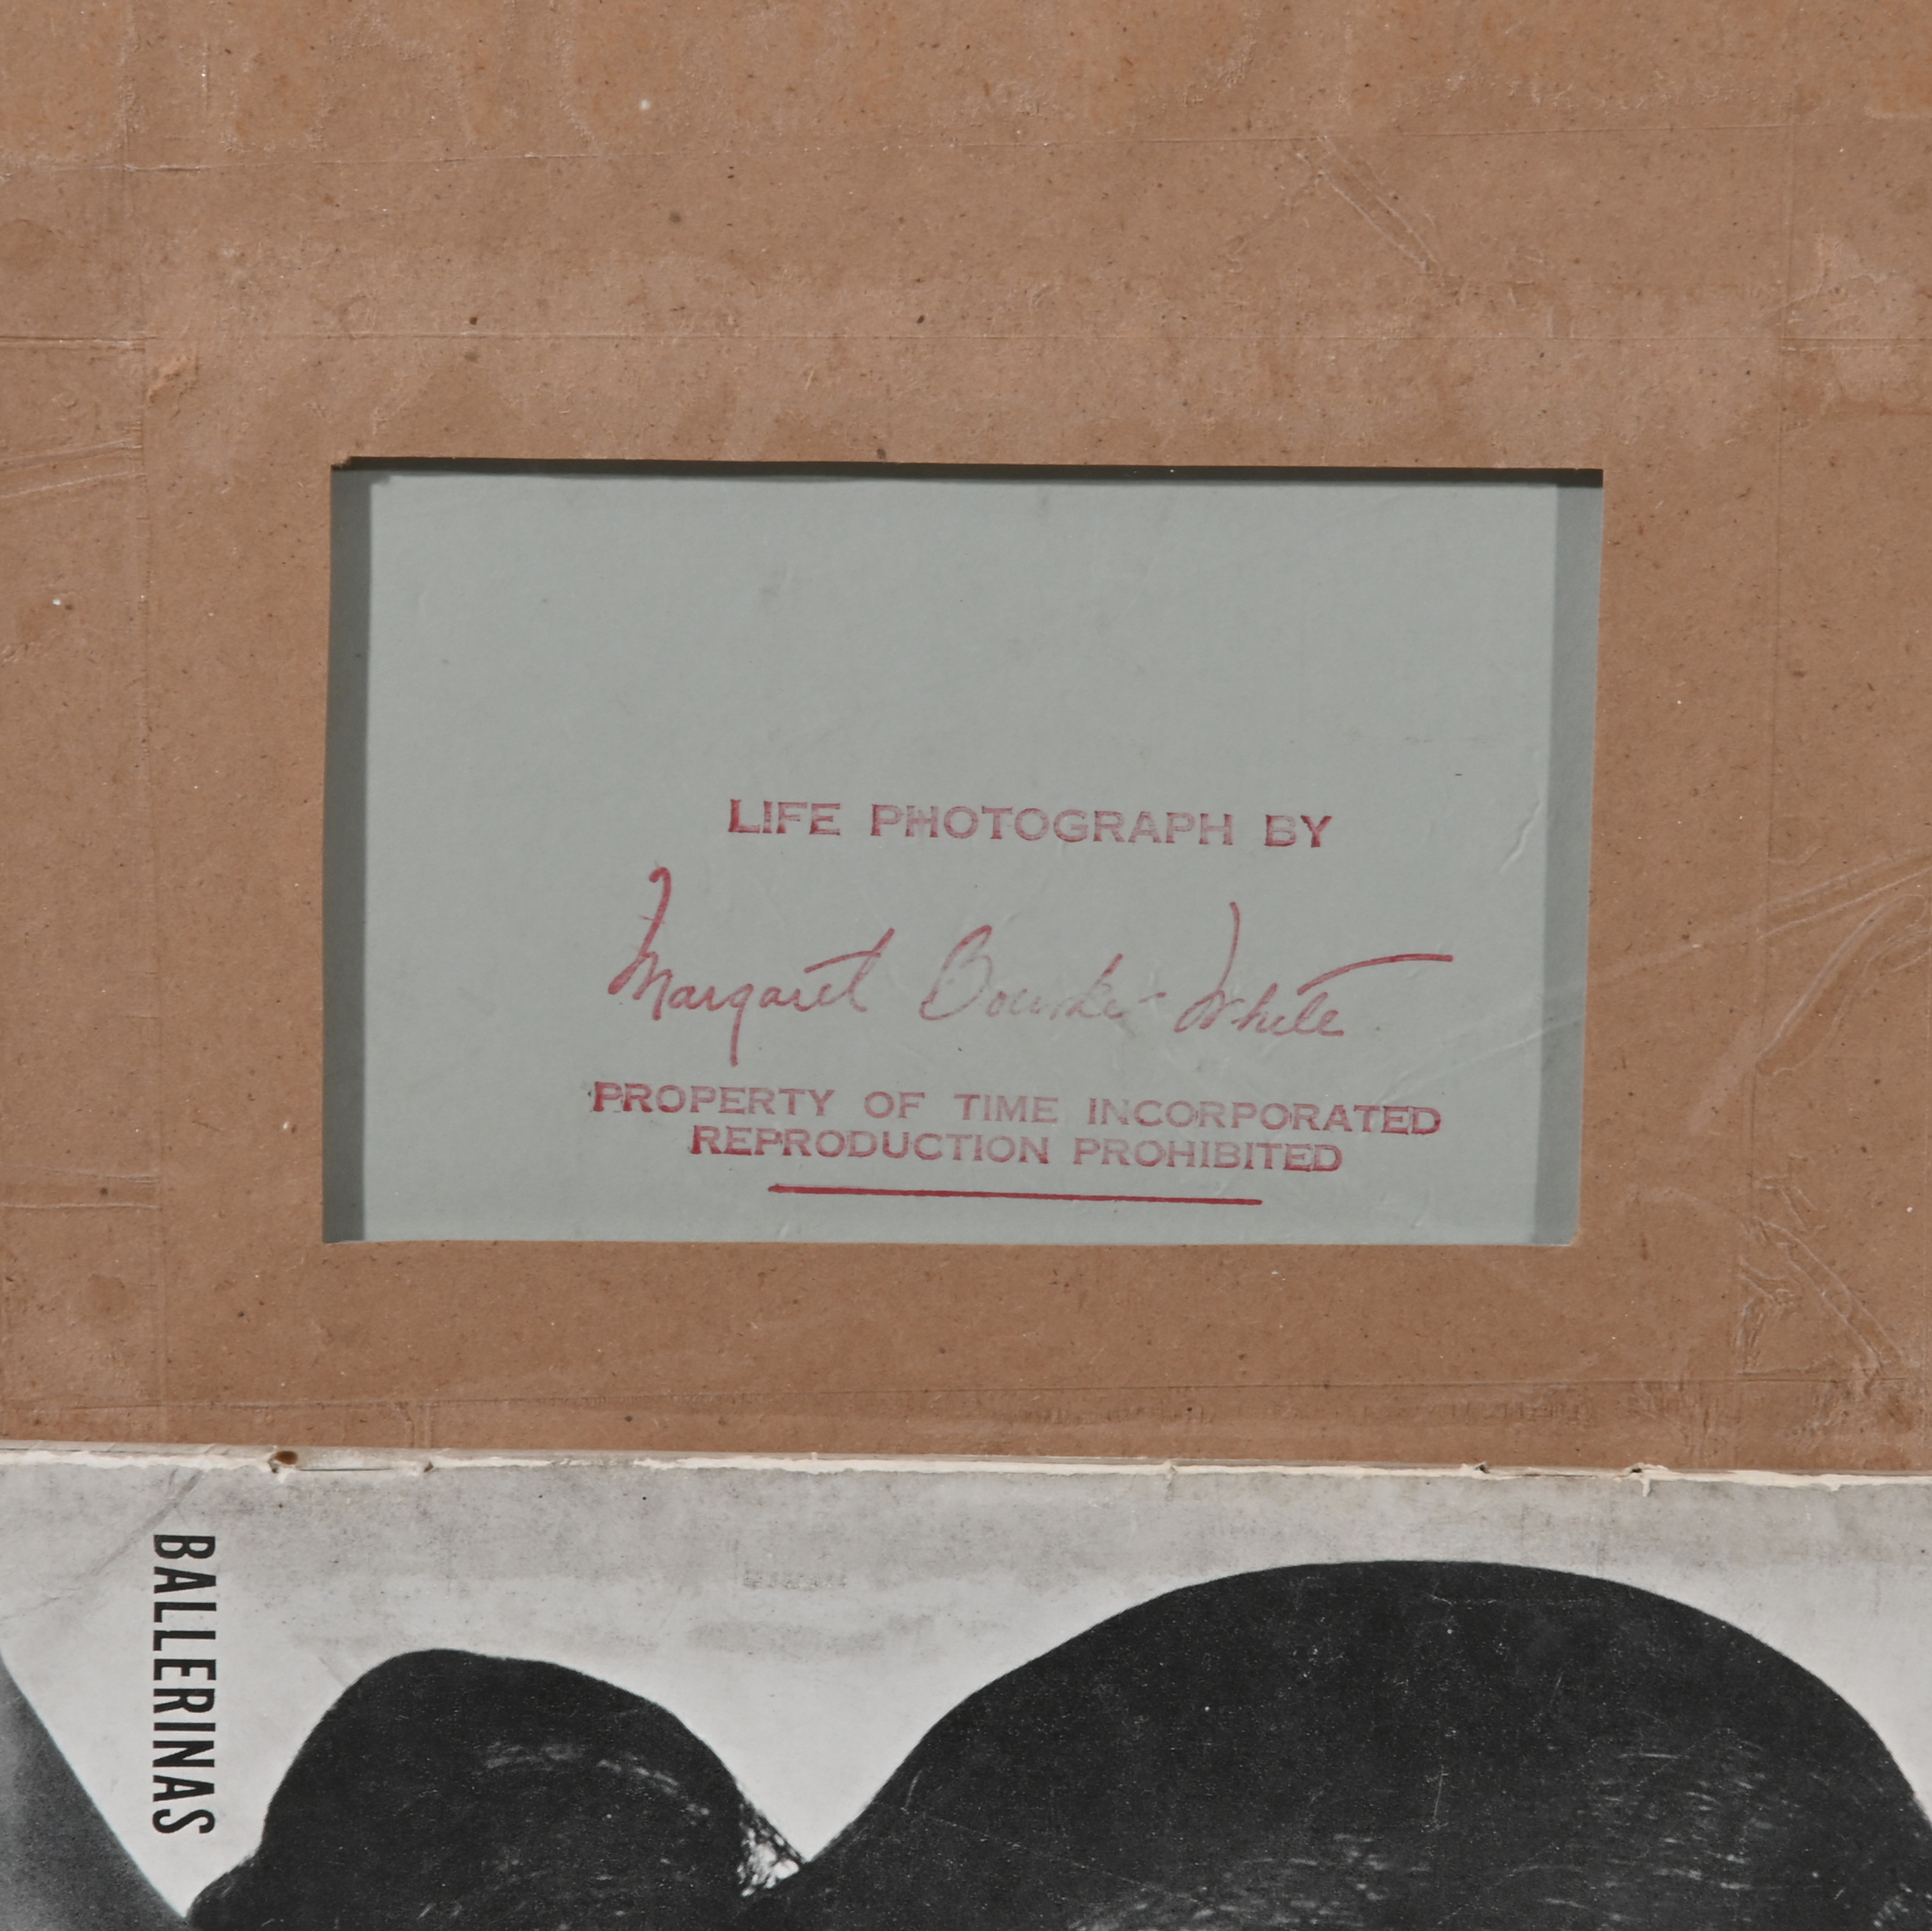 LIFE PHOTOGRAPH BY
Margaret Bourke-White
PROPERTY OF TIME INCORPORATED
REPRODUCTION PROHIBITED
BALLERINAS